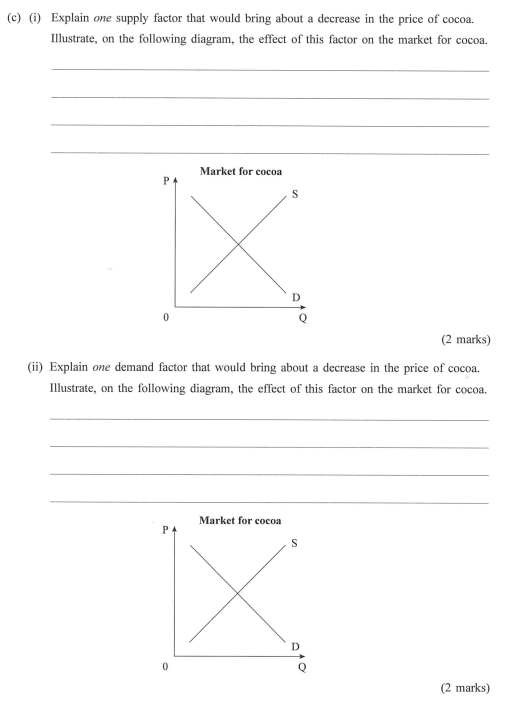 (c) (i) Explain one supply factor that would bring about a decrease in the price of cocoa.
Illustrate, on the following diagram, the effect of this factor on the market for cocoa.
Market for cocoa
P
S
D
0
Q
(2 marks)
(ii) Explain one demand factor that would bring about a decrease in the price of cocoa.
Illustrate, on the following diagram, the effect of this factor on the market for cocoa.
Market for cocoa
P
S
D
0
Q
(2 marks)